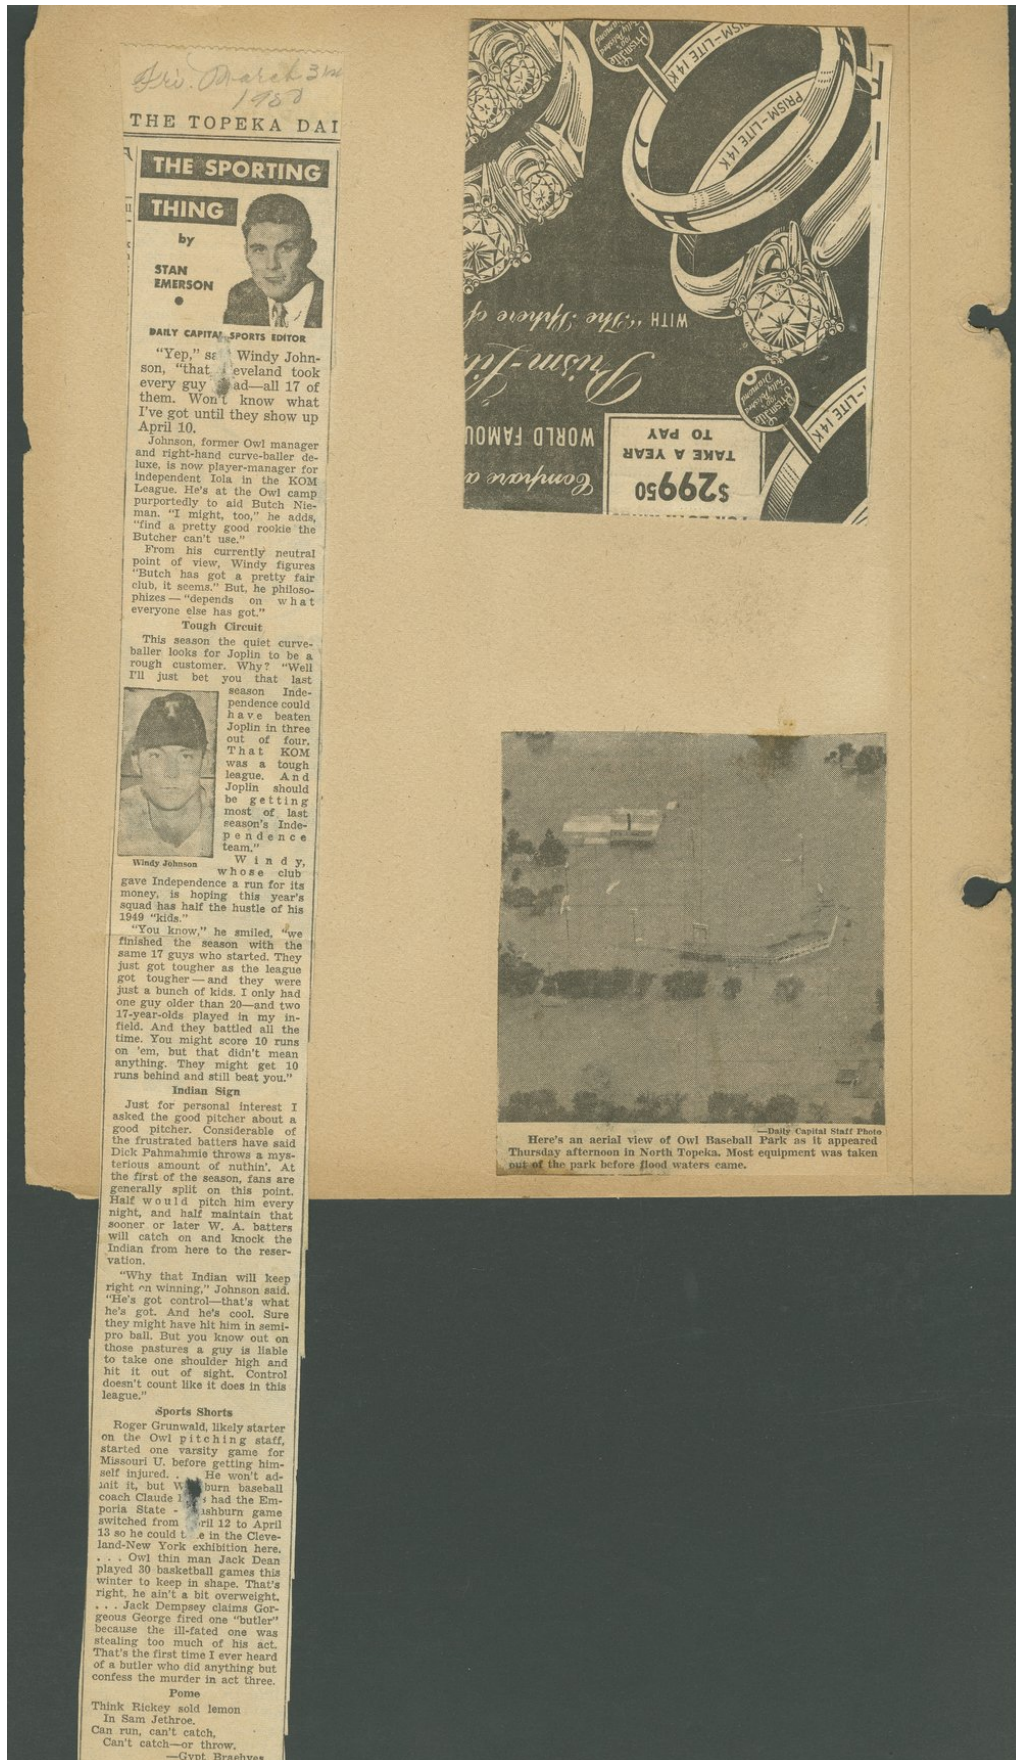 Fri. March 31st
1950
THE TOPEKA DAI
THE SPORTING
THING
by
STAN
EMERSON
DAILY CAPITAL SPORTS EDITOR
"Yep," sa Windy John-
son, "that eveland took
every guy ad—all 17 of
them. Won't know what
I've got until they show up
April 10.
Johnson, former Owl manager
and right-hand curve-baller de-
luxe, is now player-manager for
independent Iola in the KOM
League. He's at the Owl camp
purportedly to aid Butch Nie-
man. "I might, too," he adds,
"find a pretty good rookie the
Butcher can't use."
From his currently neutral
point of view, Windy figures
"Butch has got a pretty fair
club, it seems." But, he philoso-
phizes — "depends on what
everyone else has got."
Tough Circuit
This season the quiet curve-
baller looks for Joplin to be a
rough customer. Why? "Well
I'll just bet you that last
season Inde-
pendence could
have beaten
Joplin in three
out of four.
That KOM
was a tough
league. And
Joplin should
be getting
most of last
season's Inde-
pendence
team."
Windy Johnson
Windy,
whose club
gave Independence a run for its
money, is hoping this year's
squad has half the hustle of his
1949 "kids."
"You know," he smiled, "we
finished the season with the
same 17 guys who started. They
just got tougher as the league
got tougher — and they were
just a bunch of kids. I only had
one guy older than 20—and two
17-year-olds played in my in-
field. And they battled all the
time. You might score 10 runs
on 'em, but that didn't mean
anything. They might get 10
runs behind and still beat you."
Indian Sign
Just for personal interest I
asked the good pitcher about a
good pitcher. Considerable of
the frustrated batters have said
Dick Pahmahmie throws a mys-
terious amount of nuthin'. At
the first of the season, fans are
generally split on this point.
Half would pitch him every
night, and half maintain that
sooner or later W. A. batters
will catch on and knock the
Indian from here to the reser-
vation.
"Why that Indian will keep
right on winning," Johnson said.
"He's got control—that's what
he's got. And he's cool. Sure
they might have hit him in semi-
pro ball. But you know out on
those pastures a guy is liable
to take one shoulder high and
hit it out of sight. Control
doesn't count like it does in this
league."
Sports Shorts
Roger Grunwald, likely starter
on the Owl pitching staff,
started one varsity game for
Missouri U. before getting him-
self injured. . He won't ad-
mit it, but W burn baseball
coach Claude had the Em-
poria State - ashburn game
switched from ril 12 to April
13 so he could t e in the Cleve-
land-New York exhibition here.
. . . Owl thin man Jack Dean
played 30 basketball games this
winter to keep in shape. That's
right, he ain't a bit overweight.
. . . Jack Dempsey claims Gor-
geous George fired one "butler"
because the ill-fated one was
stealing too much of his act.
That's the first time I ever heard
of a butler who did anything but
confess the murder in act three.
Pome
Think Rickey sold lemon
In Sam Jethroe.
Can run, can't catch,
Can't catch—or throw.
—Gypt Braehyes
$299.50
TAKE A YEAR
TO PAY
Compare a
WORLD FAMOU
Prism-Lit
WITH "The Sphere of
PRISM-LITE 14K
RISM-LITE 14K
-LITE 14K
Prism-Lite
Fully Polished
Diamond
Prism-Lite
Fully Polished
Diamond
—Daily Capital Staff Photo
Here's an aerial view of Owl Baseball Park as it appeared
Thursday afternoon in North Topeka. Most equipment was taken
out of the park before flood waters came.